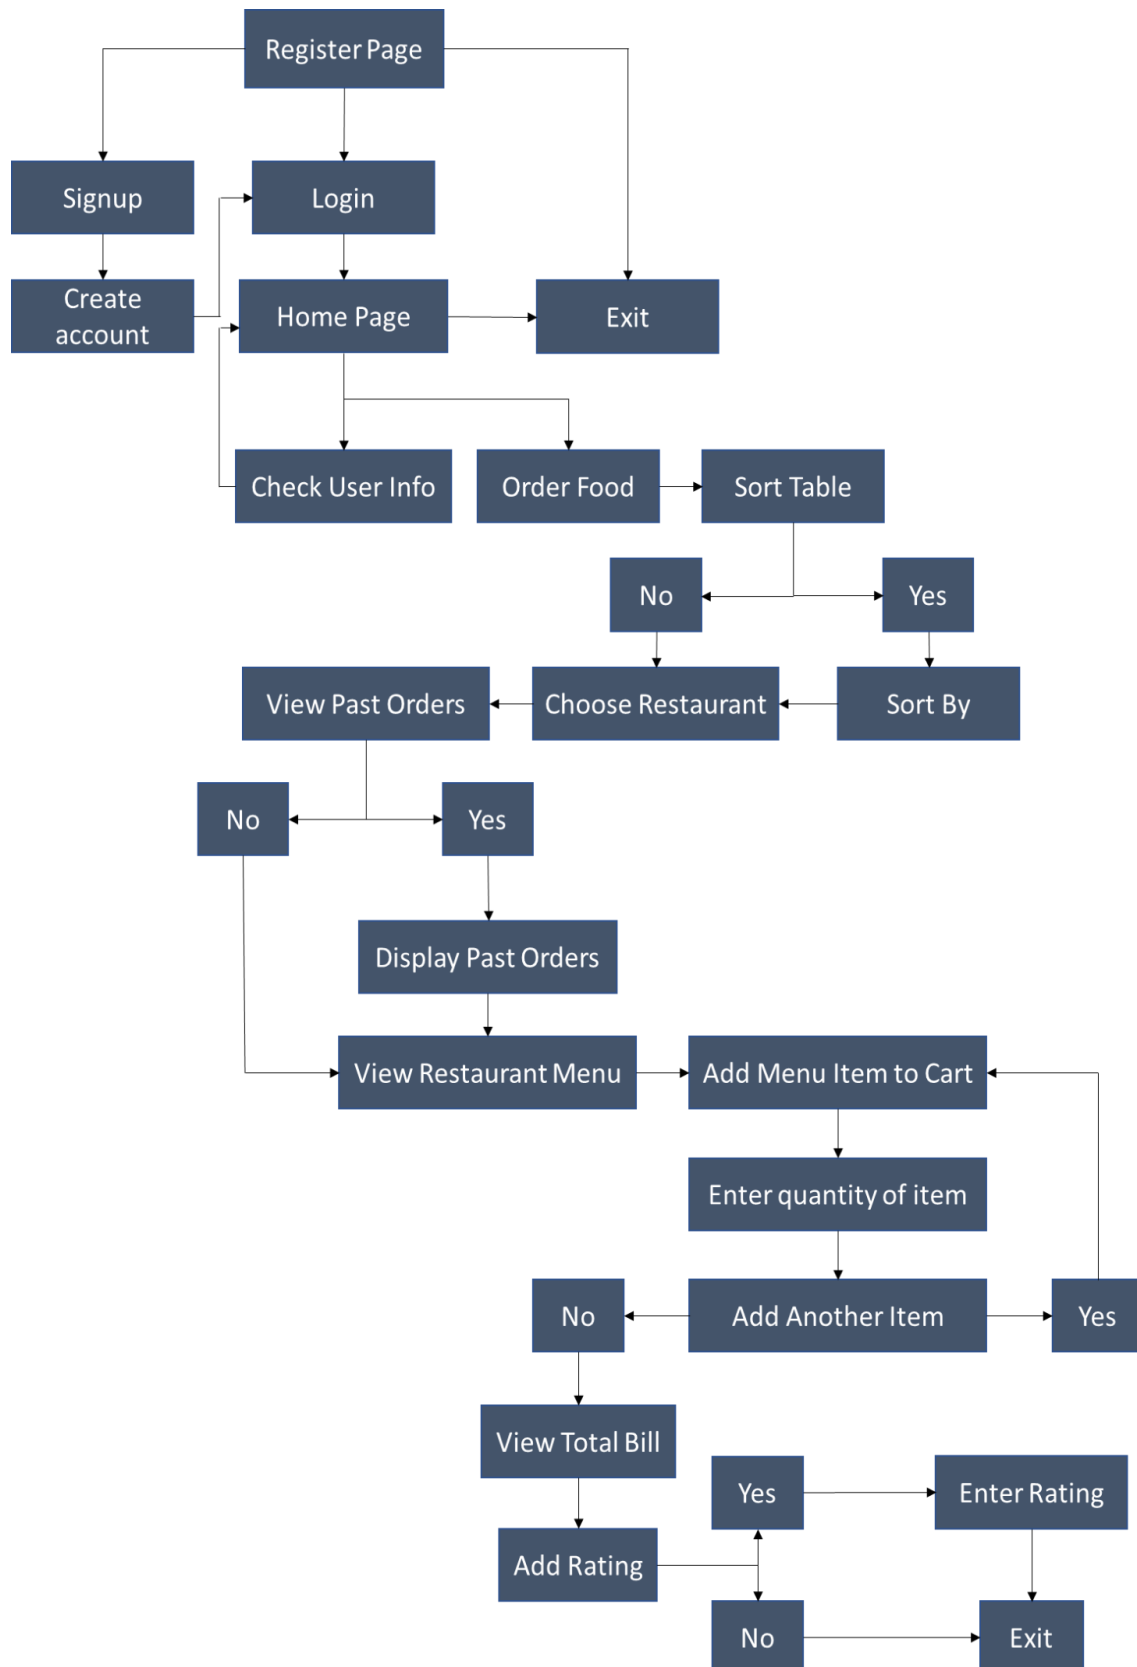 Register Page
Signup
Login
Create
account
Home Page
Exit
Check User Info
Order Food
Sort Table
No
Yes
View Past Orders
Choose Restaurant
Sort By
No
Yes
Display Past Orders
View Restaurant Menu
Add Menu Item to Cart
Enter quantity of item
No
Add Another Item
Yes
View Total Bill
Yes
Enter Rating
Add Rating
No
Exit